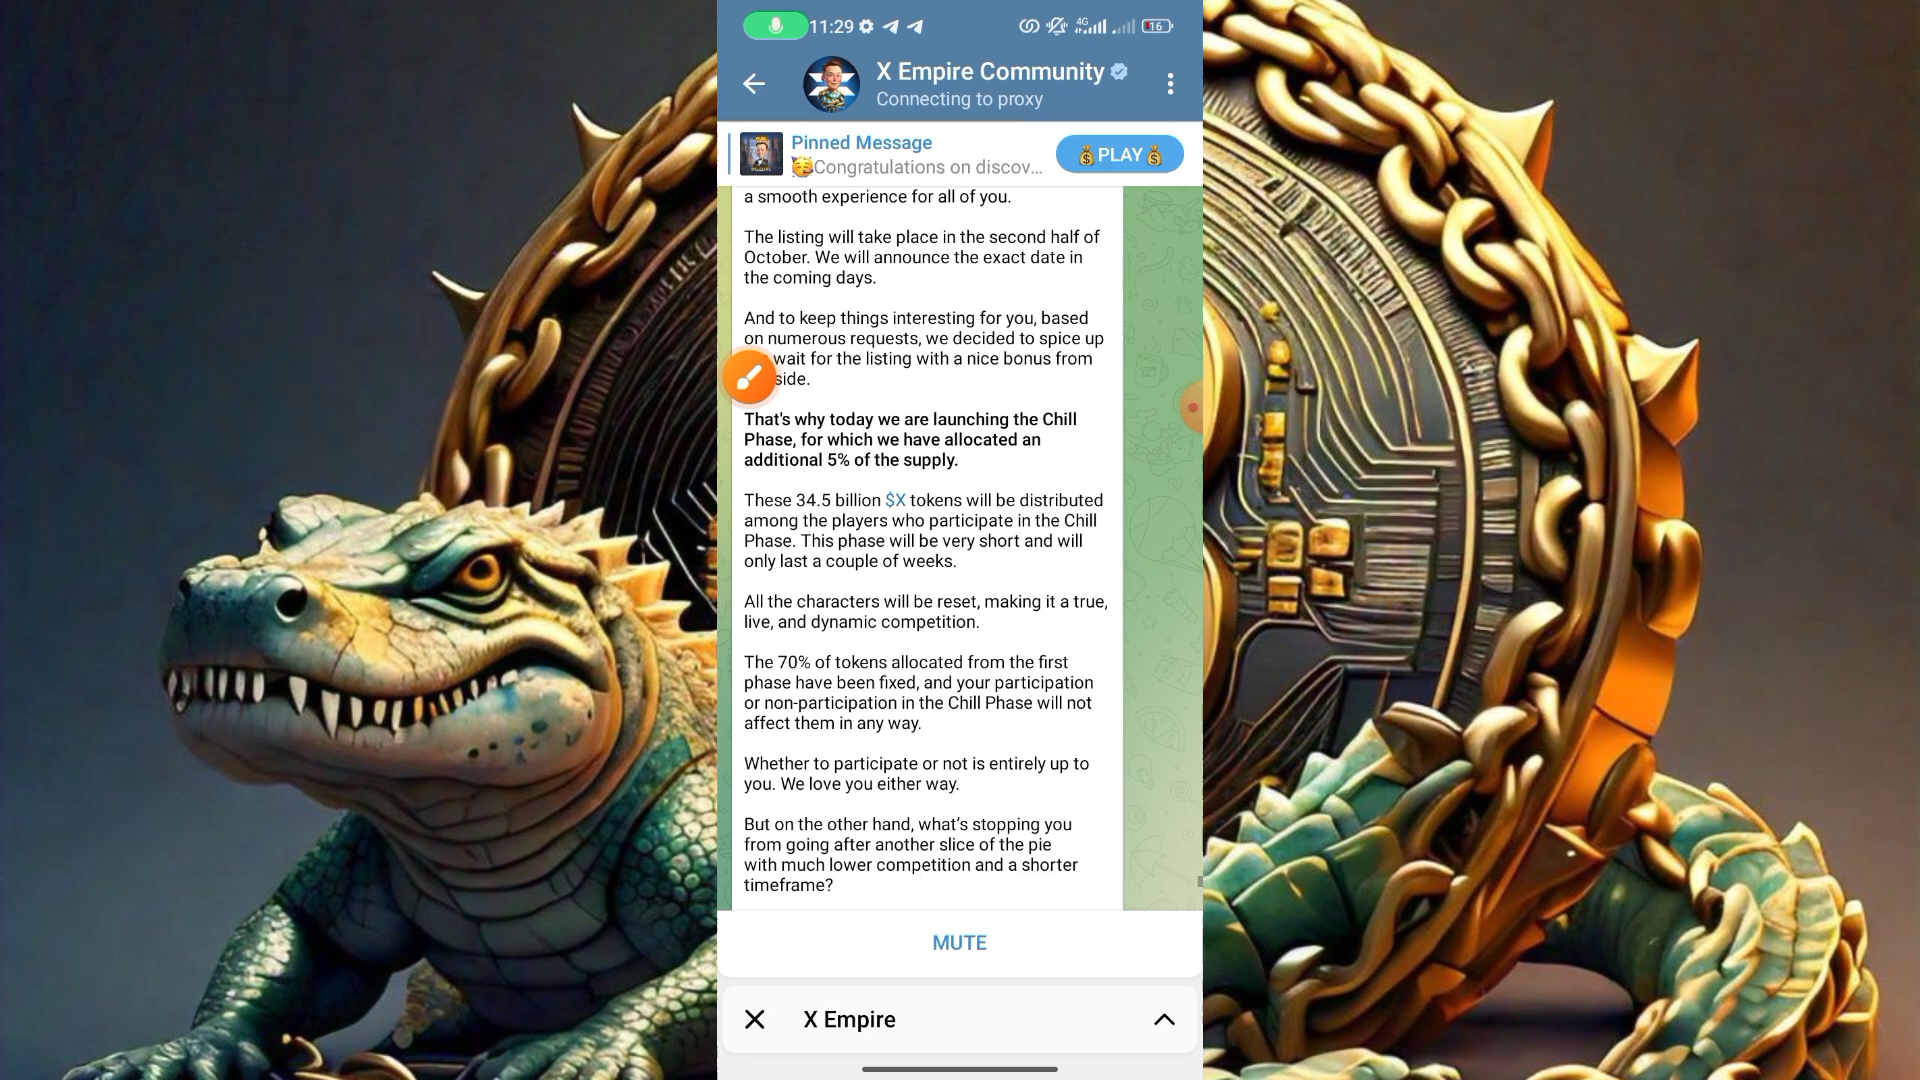 11:29
4G
16
X Empire Community
Connecting to proxy
Pinned Message
🥳Congratulations on discov...
💰PLAY💰
a smooth experience for all of you.
The listing will take place in the second half of
October. We will announce the exact date in
the coming days.
And to keep things interesting for you, based
on numerous requests, we decided to spice up
wait for the listing with a nice bonus from
side.
That's why today we are launching the Chill
Phase, for which we have allocated an
additional 5% of the supply.
These 34.5 billion $X tokens will be distributed
among the players who participate in the Chill
Phase. This phase will be very short and will
only last a couple of weeks.
All the characters will be reset, making it a true,
live, and dynamic competition.
The 70% of tokens allocated from the first
phase have been fixed, and your participation
or non-participation in the Chill Phase will not
affect them in any way.
Whether to participate or not is entirely up to
you. We love you either way.
But on the other hand, what's stopping you
from going after another slice of the pie
with much lower competition and a shorter
timeframe?
MUTE
X Empire